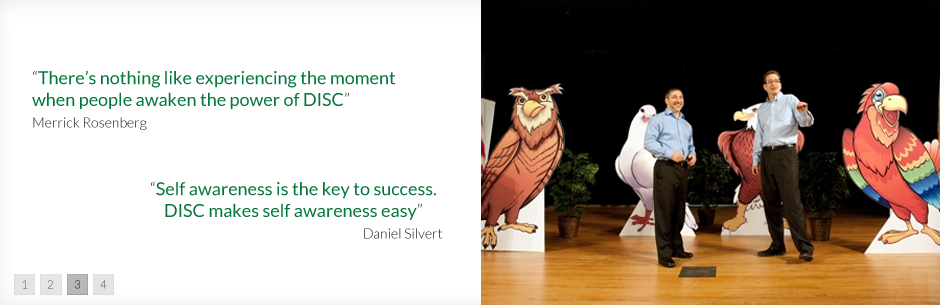 “There’s nothing like experiencing the moment
when people awaken the power of DISC”
Merrick Rosenberg
“Self awareness is the key to success.
DISC makes self awareness easy”
Daniel Silvert
1 2 3 4